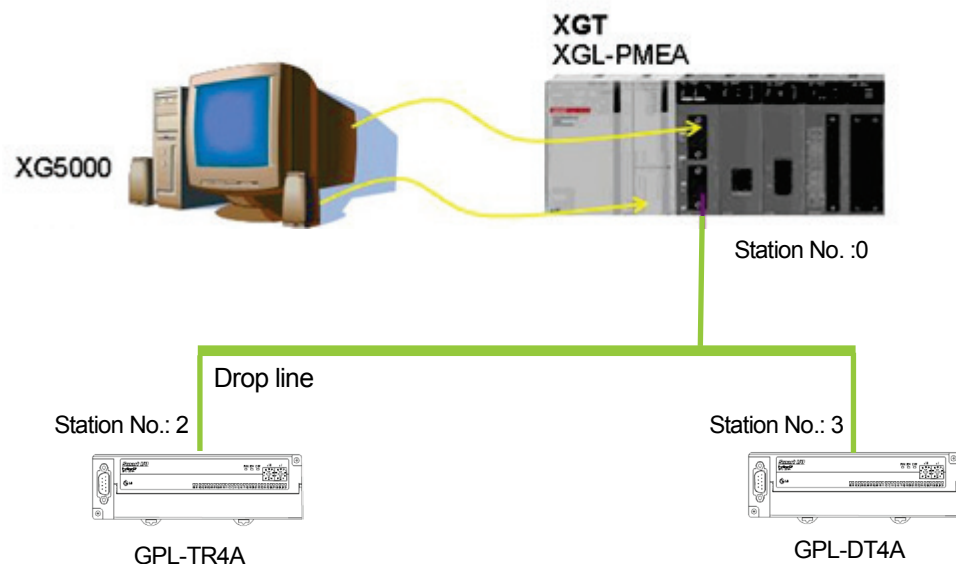 XGT
XGL-PMEA
XG5000
Station No. :0
Drop line
Station No.: 2
Station No.: 3
GPL-TR4A
GPL-DT4A